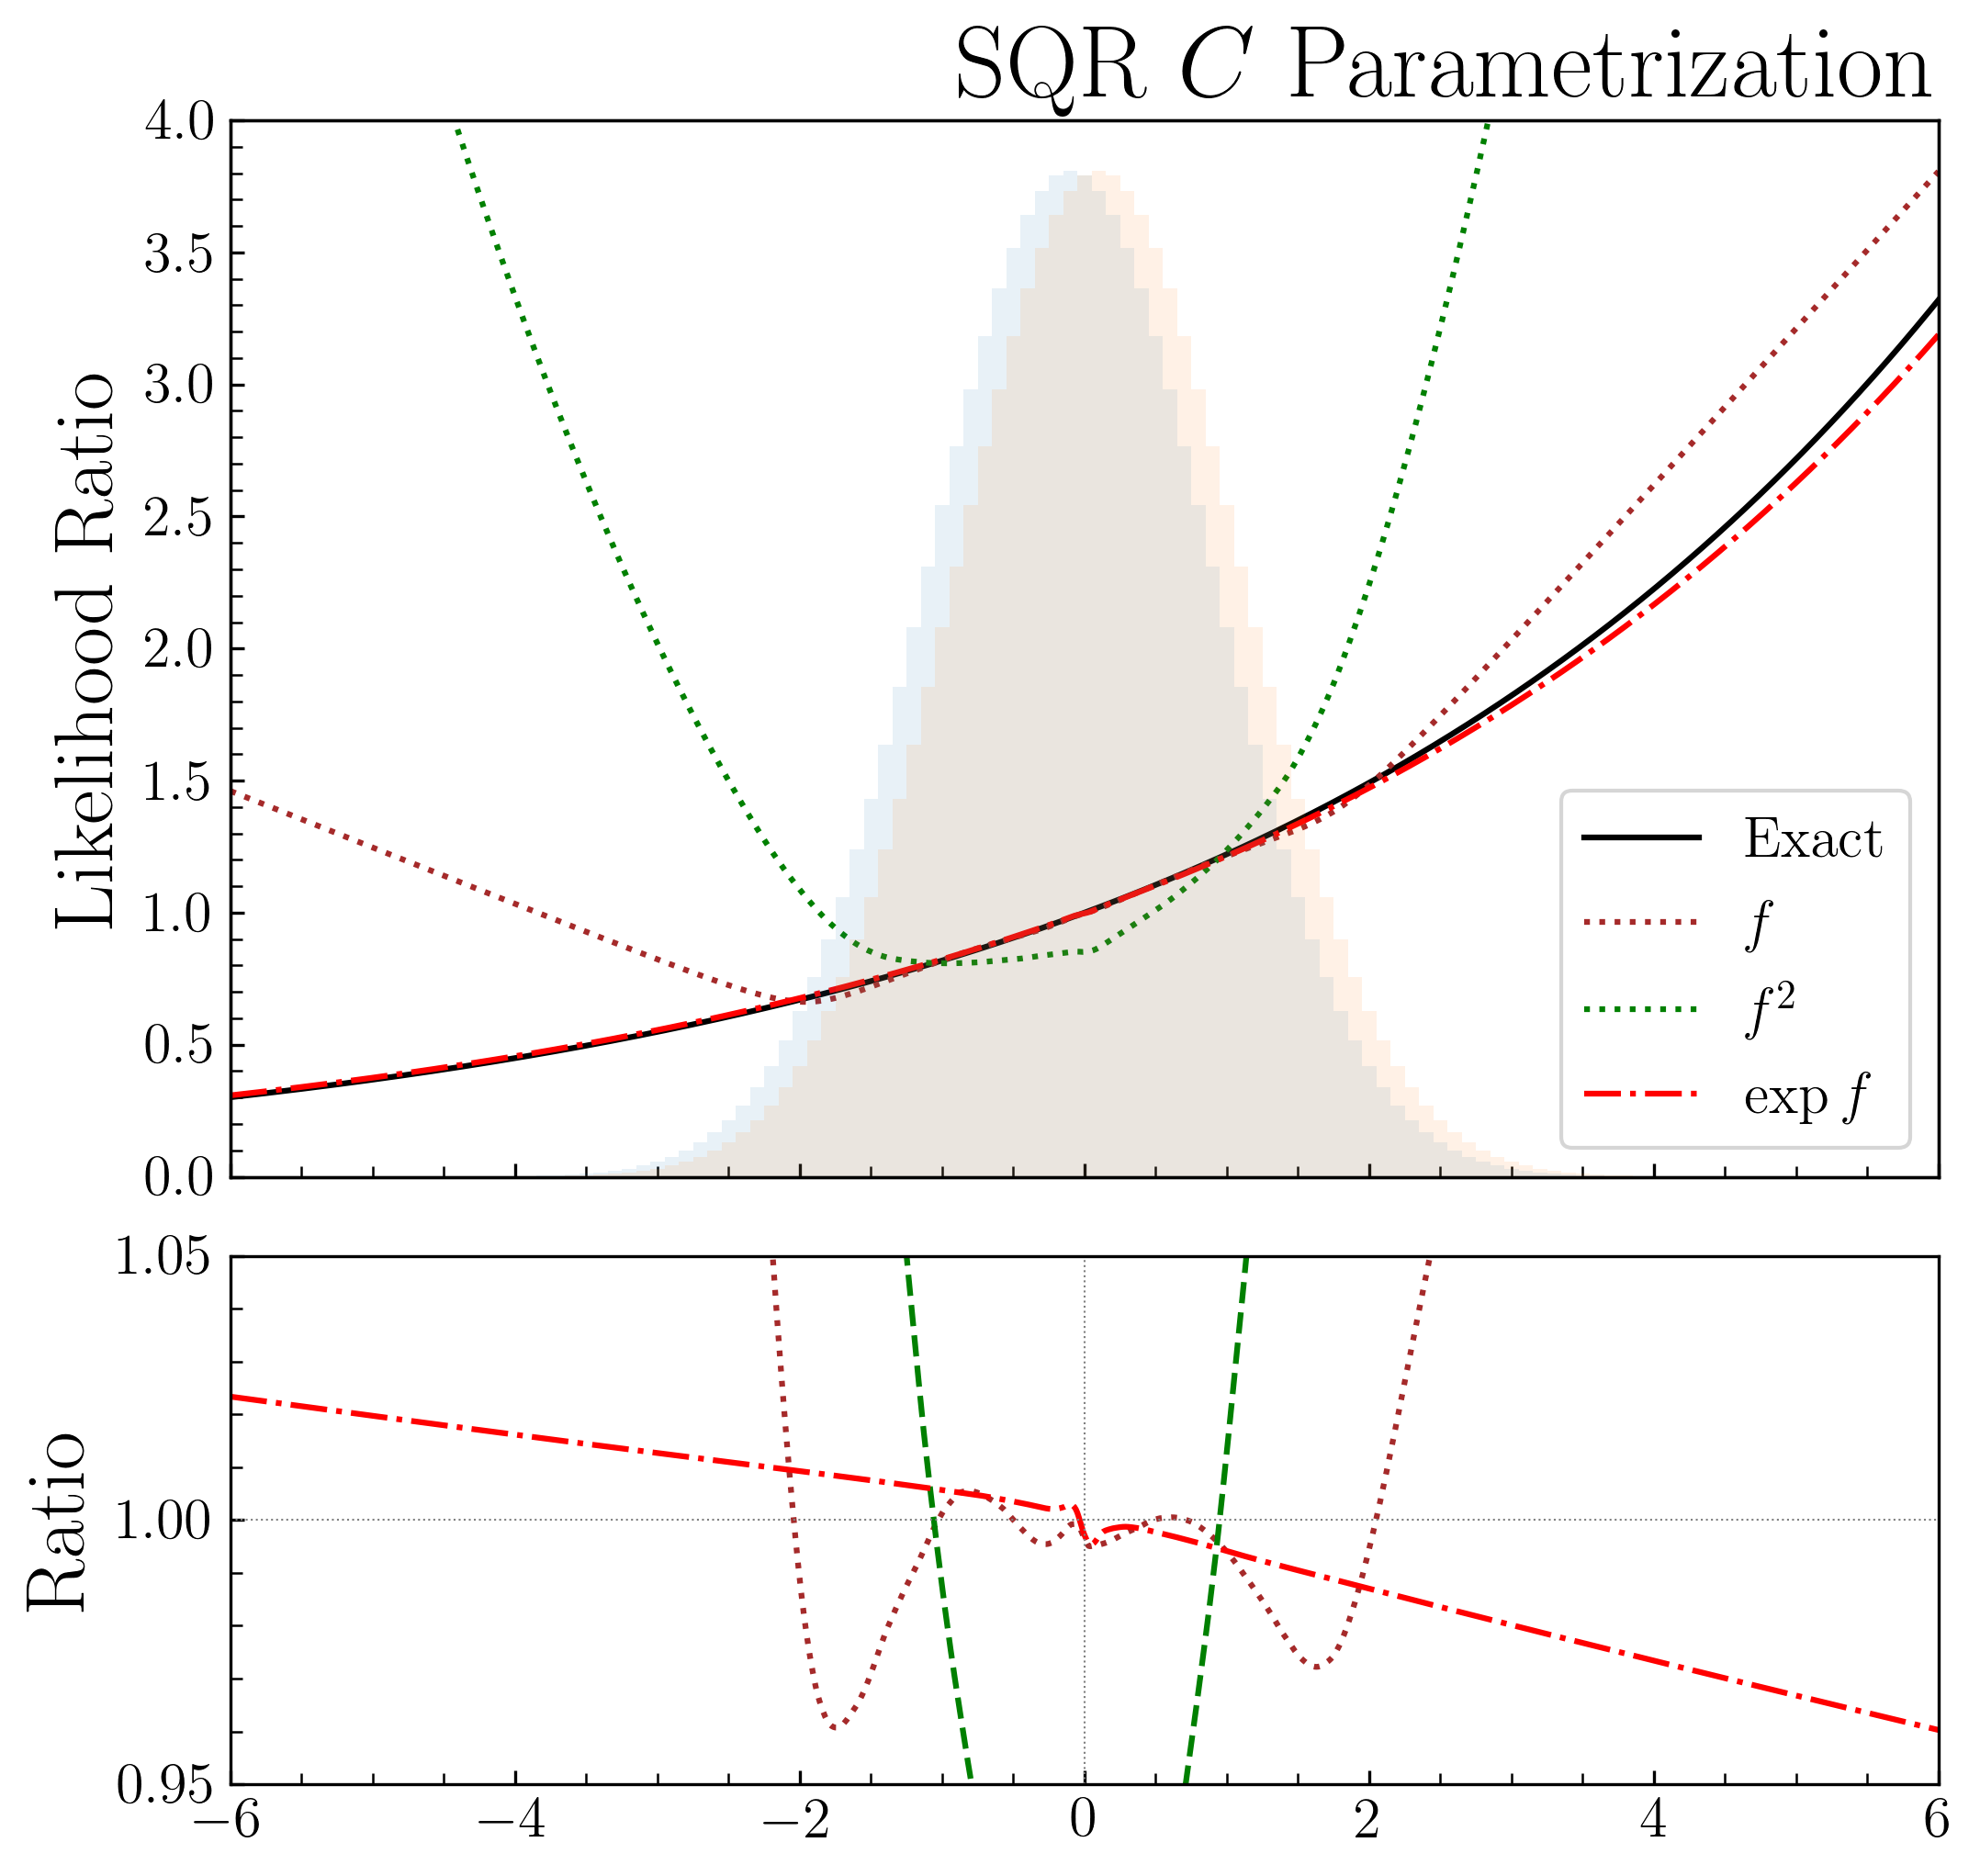 SQR C Parametrization
Likelihood Ratio
4.0
3.5
3.0
2.5
2.0
1.5
1.0
0.5
0.0
Exact
f
f²
exp f
Ratio
1.05
1.00
0.95
−6 −4 −2 0 2 4 6